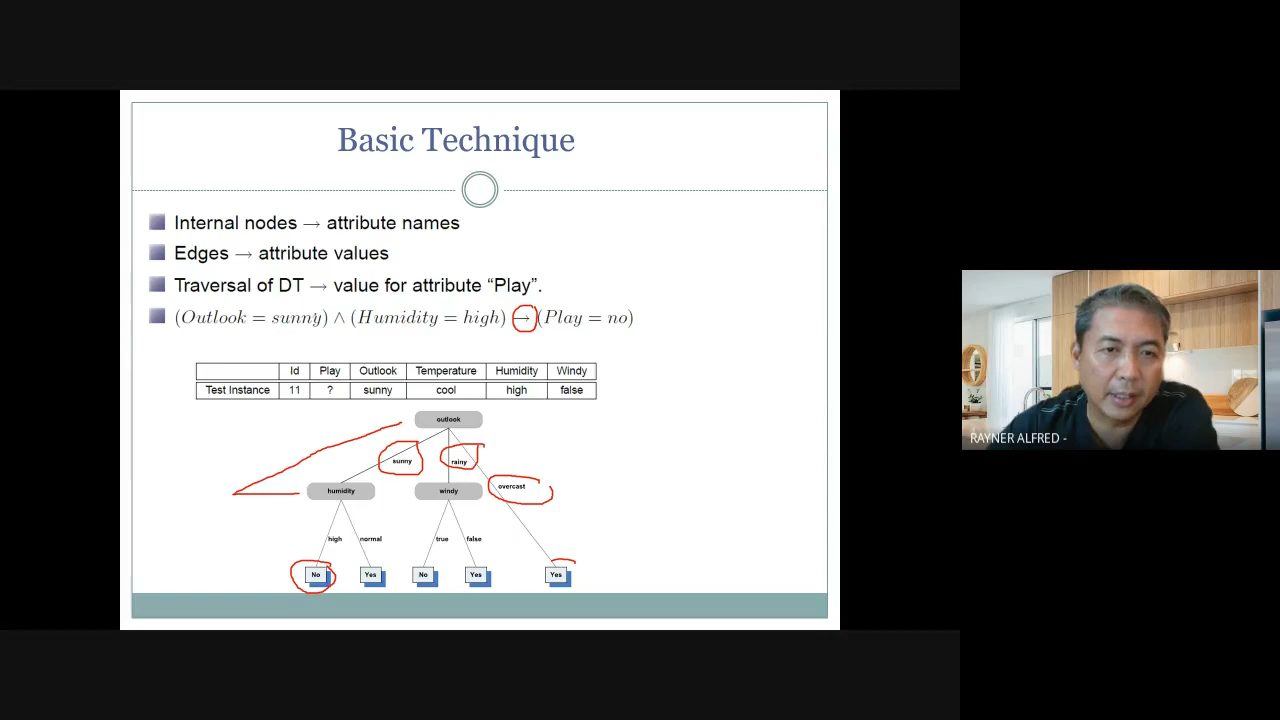 Basic Technique
Internal nodes → attribute names
Edges → attribute values
Traversal of DT → value for attribute “Play”.
(Outlook = sunny) ∧ (Humidity = high) → (Play = no)
Id Play Outlook Temperature Humidity Windy
Test Instance 11 ? sunny cool high false
outlook
sunny rainy
overcast
humidity windy
high normal true false
No Yes No Yes Yes
RAYNER ALFRED -